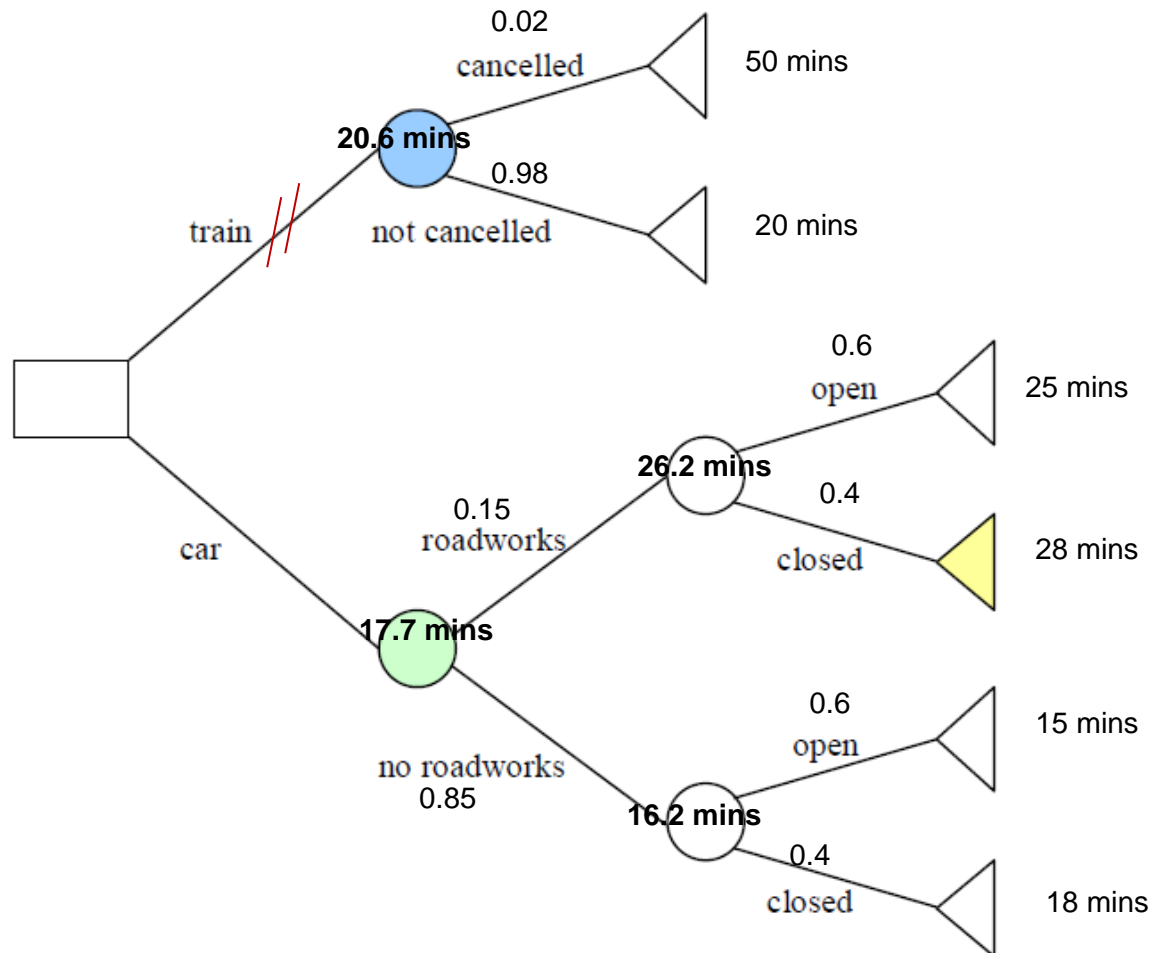 0.02
cancelled
50 mins
20.6 mins
0.98
train
not cancelled
20 mins
0.6
open
25 mins
26.2 mins
0.15
roadworks
0.4
closed
28 mins
car
17.7 mins
0.6
open
15 mins
no roadworks
0.85
16.2 mins
0.4
closed
18 mins